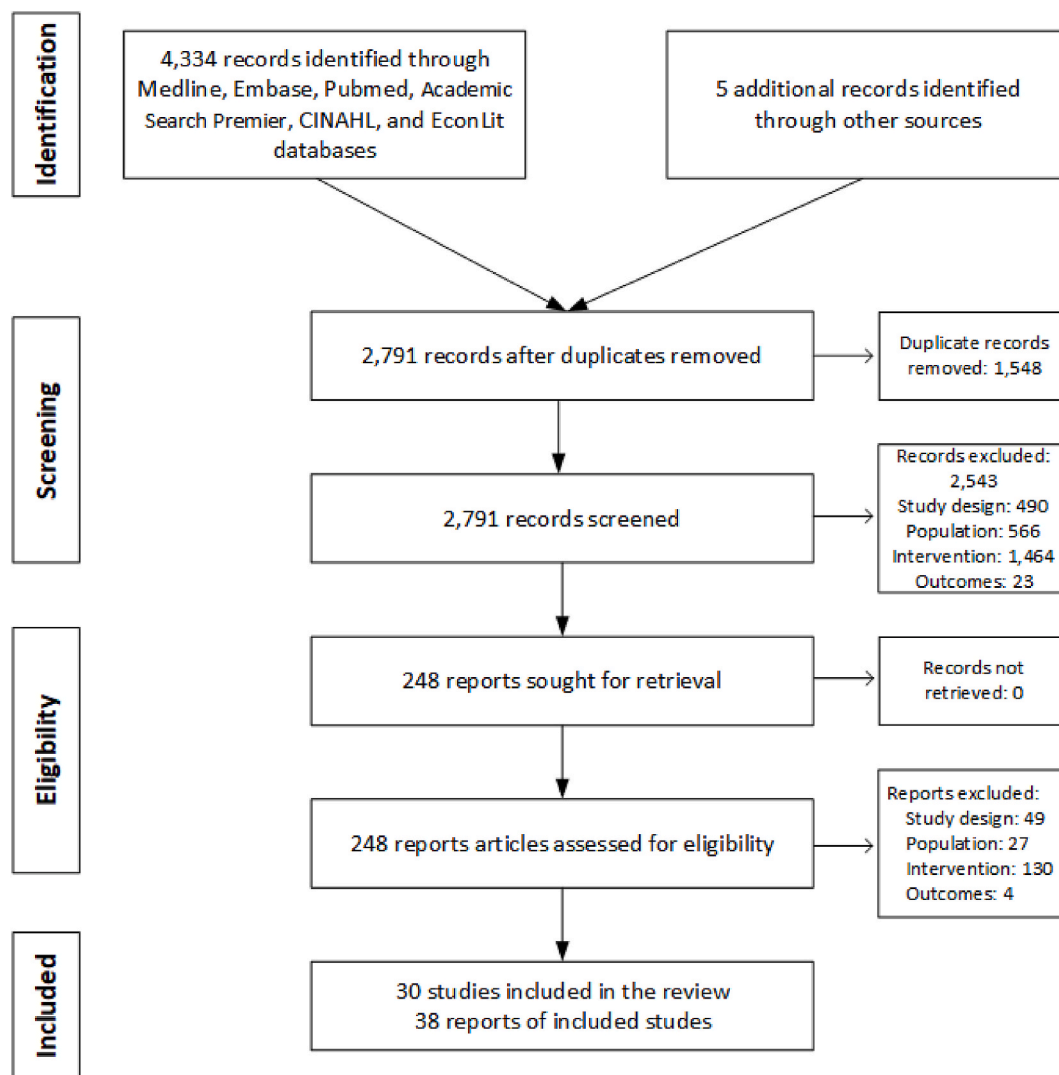 Identification
4,334 records identified through
Medline, Embase, Pubmed, Academic
Search Premier, CINAHL, and EconLit
databases
5 additional records identified
through other sources
Screening
2,791 records after duplicates removed
Duplicate records
removed: 1,548
2,791 records screened
Records excluded:
2,543
Study design: 490
Population: 566
Intervention: 1,464
Outcomes: 23
Eligibility
248 reports sought for retrieval
Records not
retrieved: 0
248 reports articles assessed for eligibility
Reports excluded:
Study design: 49
Population: 27
Intervention: 130
Outcomes: 4
Included
30 studies included in the review
38 reports of included studes